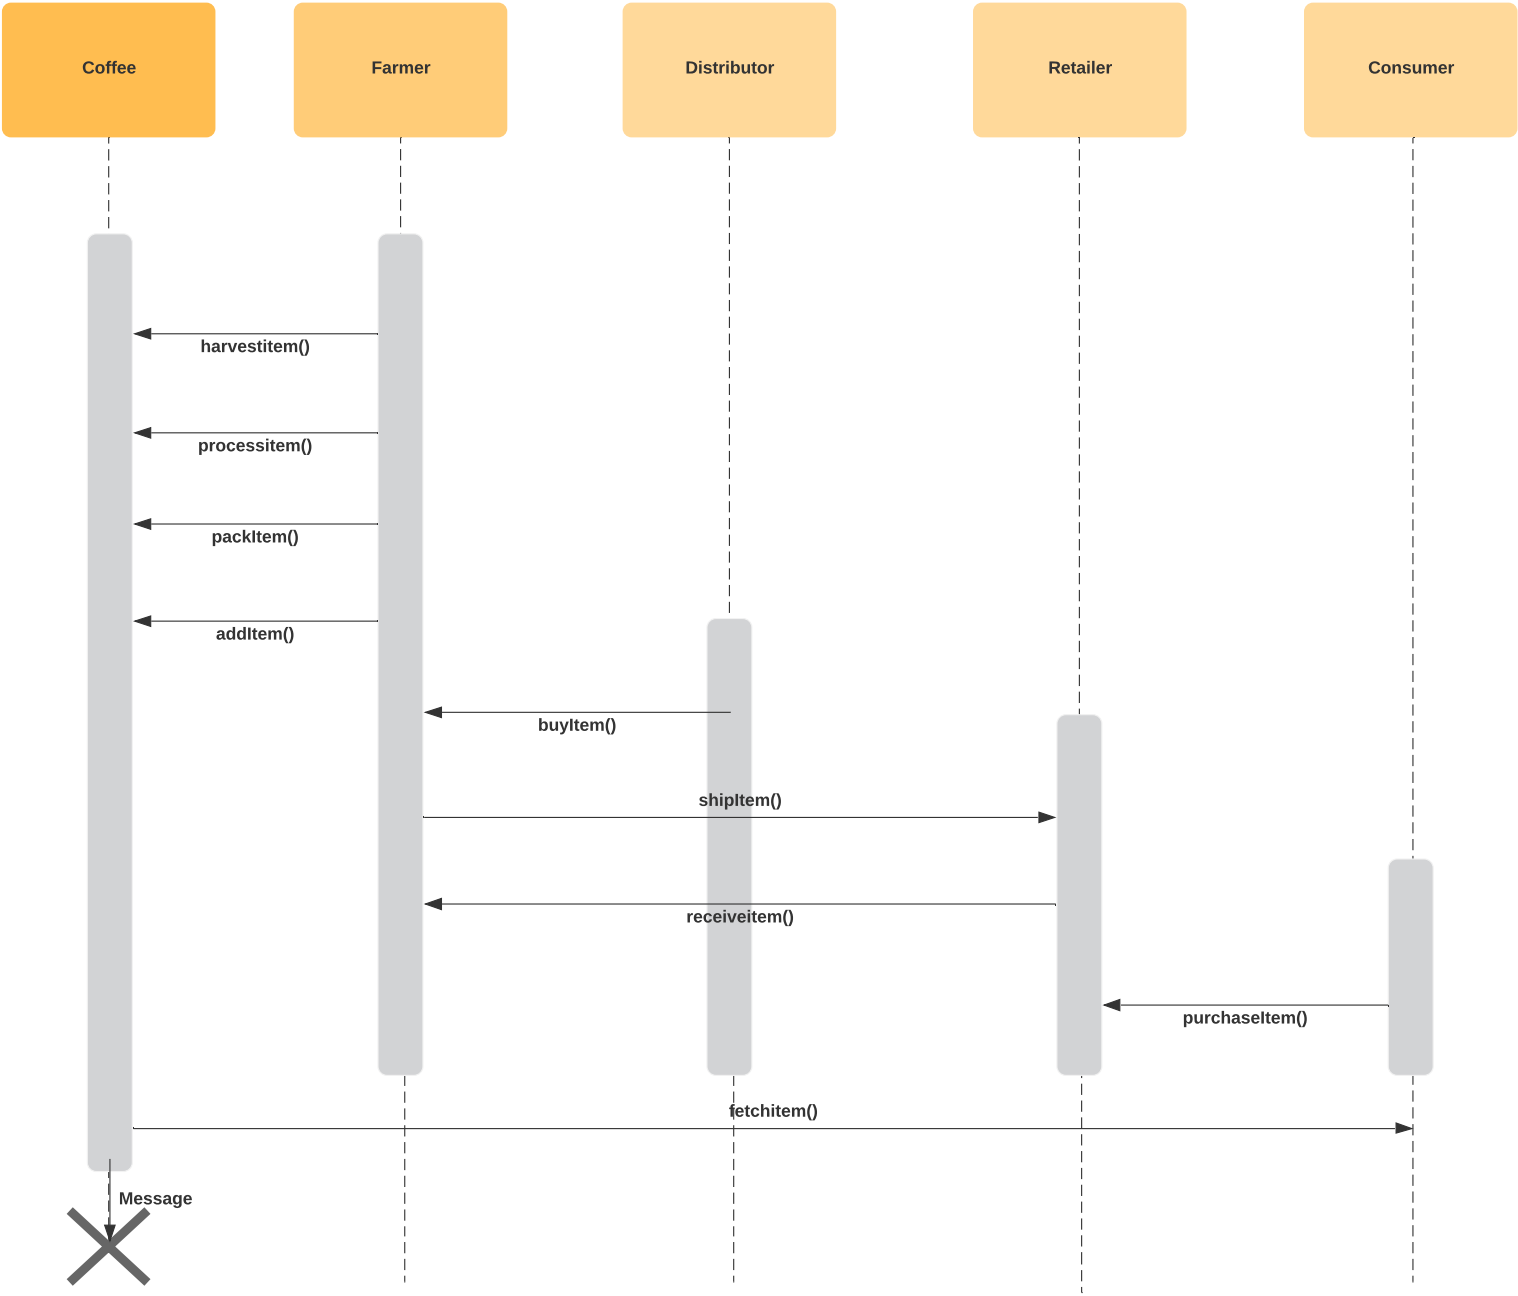 Coffee
Farmer
Distributor
Retailer
Consumer
harvestitem()
processitem()
packItem()
addItem()
buyItem()
shipItem()
receiveitem()
purchaseItem()
fetchitem()
Message